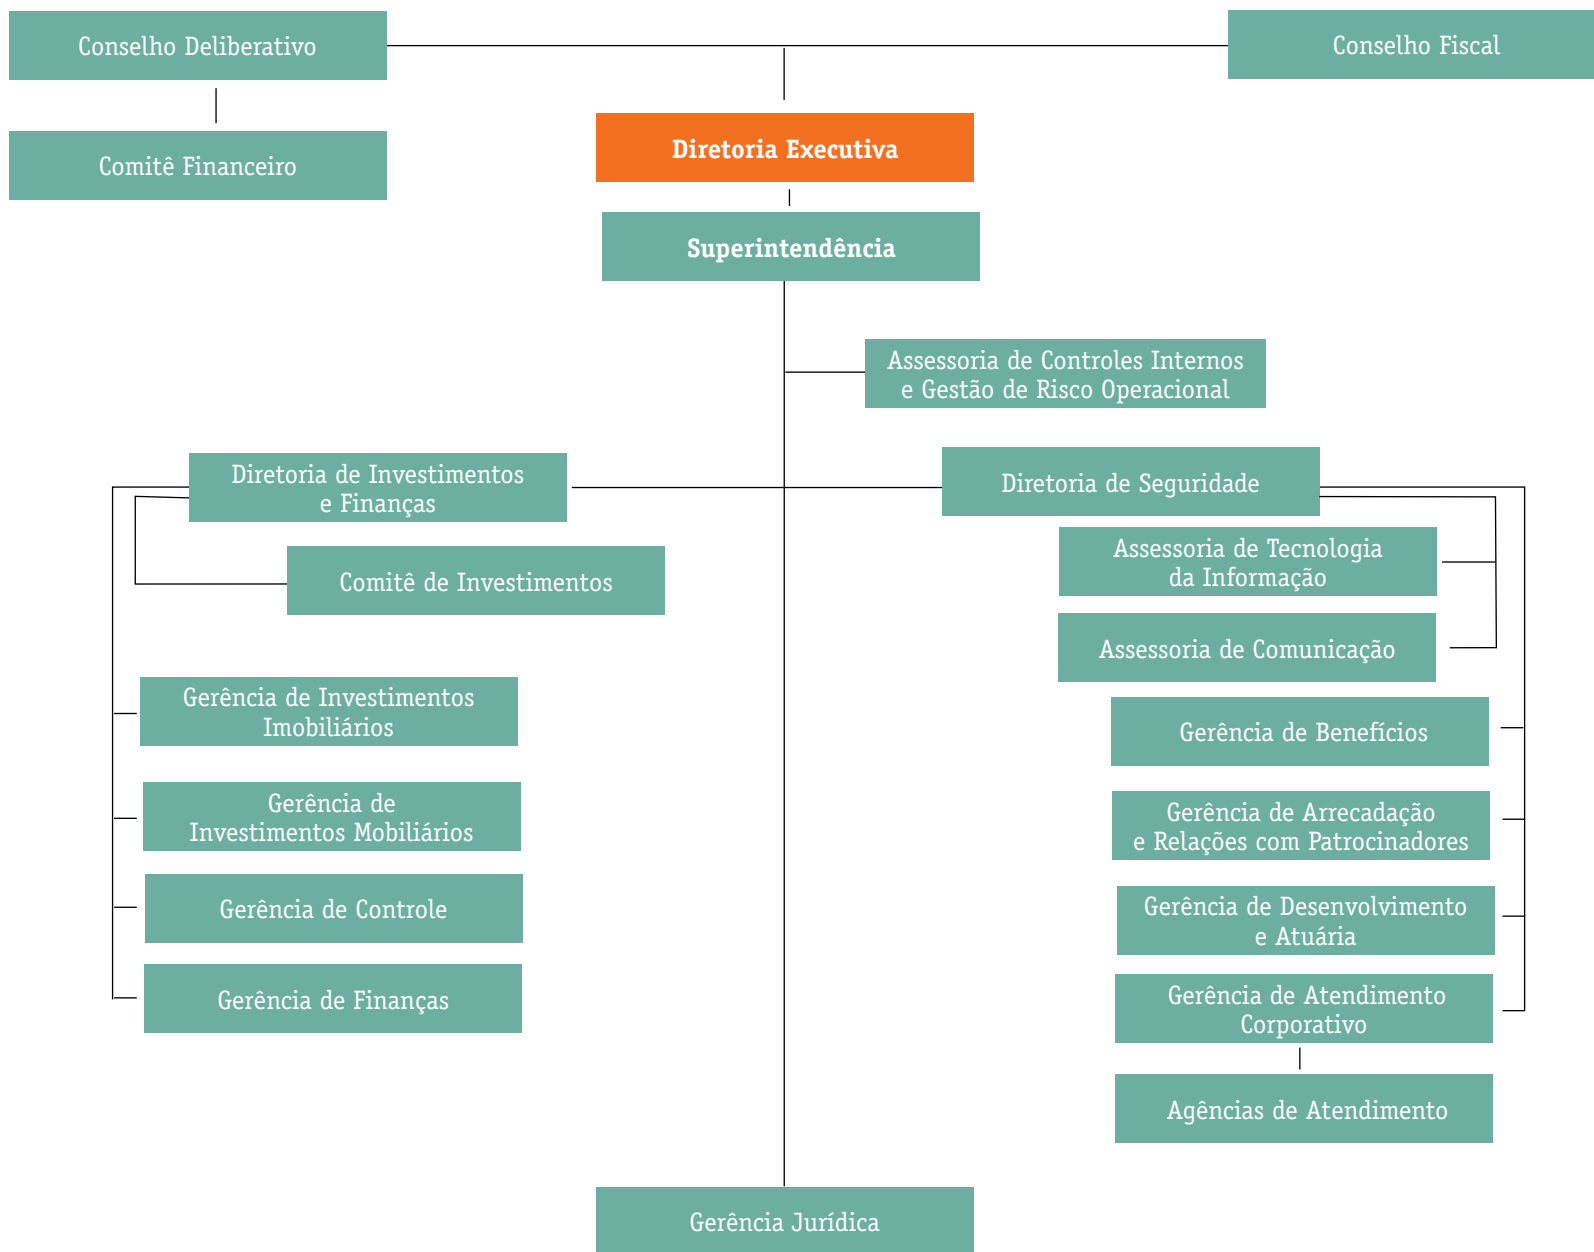 Conselho Deliberativo
Conselho Fiscal
Comitê Financeiro
Diretoria Executiva
Superintendência
Assessoria de Controles Internos
e Gestão de Risco Operacional
Diretoria de Investimentos
e Finanças
Diretoria de Seguridade
Comitê de Investimentos
Assessoria de Tecnologia
da Informação
Assessoria de Comunicação
Gerência de Investimentos
Imobiliários
Gerência de
Investimentos Mobiliários
Gerência de Controle
Gerência de Finanças
Gerência de Benefícios
Gerência de Arrecadação
e Relações com Patrocinadores
Gerência de Desenvolvimento
e Atuária
Gerência de Atendimento
Corporativo
Agências de Atendimento
Gerência Jurídica